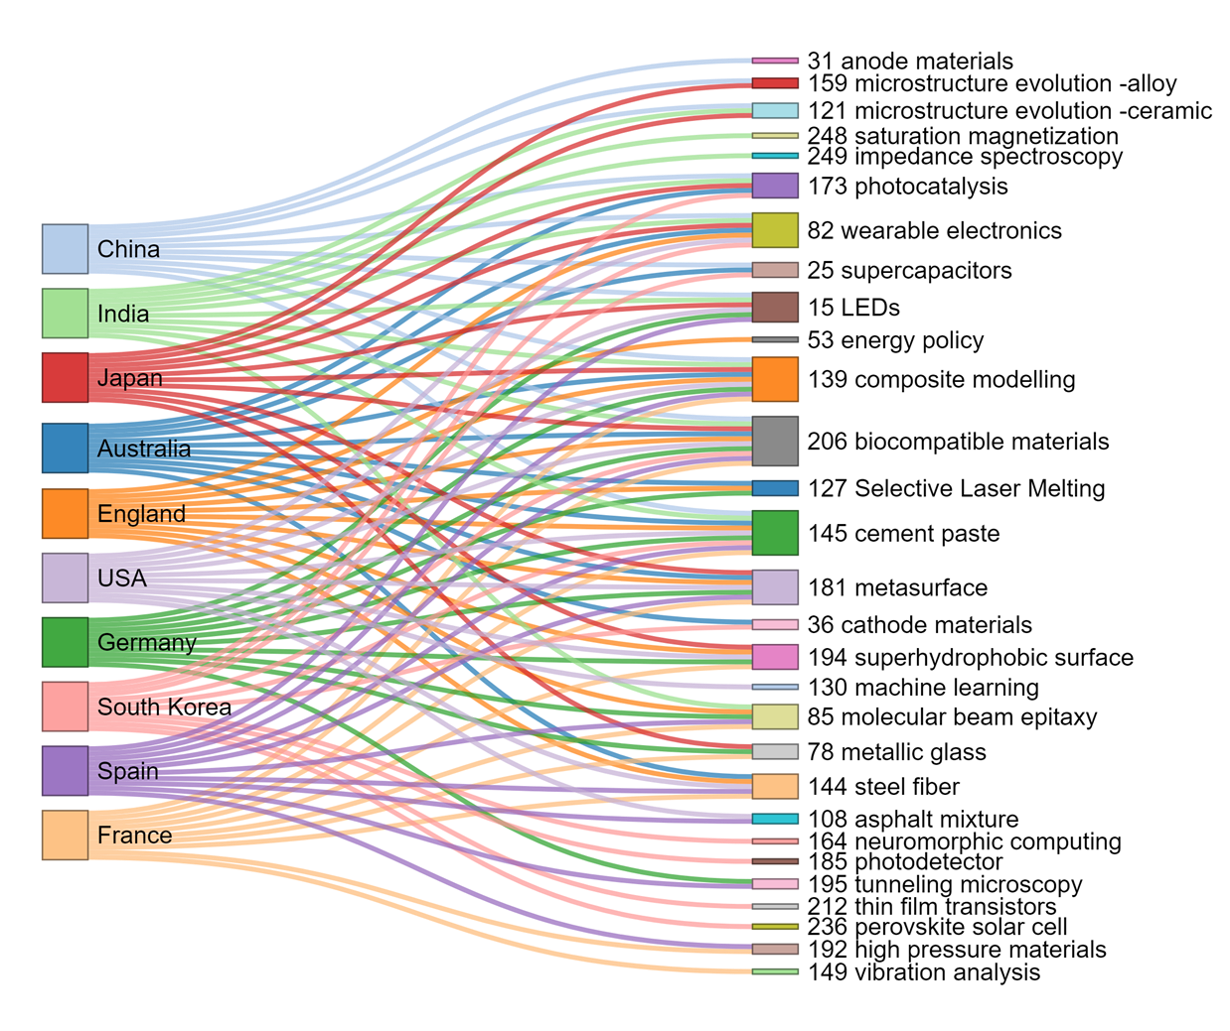 China
India
Japan
Australia
England
USA
Germany
South Korea
Spain
France
31 anode materials
159 microstructure evolution -alloy
121 microstructure evolution -ceramic
248 saturation magnetization
249 impedance spectroscopy
173 photocatalysis
82 wearable electronics
25 supercapacitors
15 LEDs
53 energy policy
139 composite modelling
206 biocompatible materials
127 Selective Laser Melting
145 cement paste
181 metasurface
36 cathode materials
194 superhydrophobic surface
130 machine learning
85 molecular beam epitaxy
78 metallic glass
144 steel fiber
108 asphalt mixture
164 neuromorphic computing
185 photodetector
195 tunneling microscopy
212 thin film transistors
236 perovskite solar cell
192 high pressure materials
149 vibration analysis